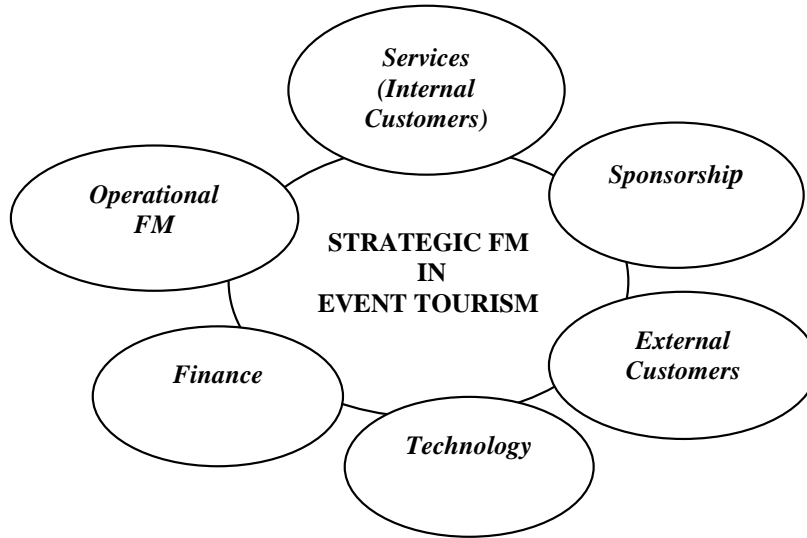 Services
(Internal
Customers)
Sponsorship
Operational
FM
STRATEGIC FM
IN
EVENT TOURISM
External
Customers
Finance
Technology